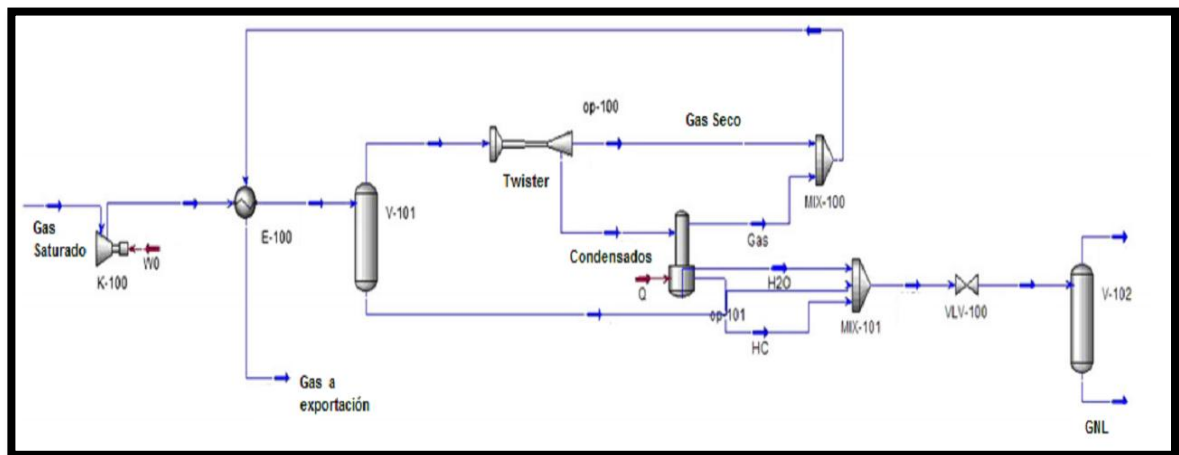 op-100
Gas Seco
Twister
MIX-100
V-101
Gas
Saturado
K-100
W0
E-100
Condensados
Gas
Q
H2O
op-101
HC
MIX-101
VLV-100
V-102
Gas a
exportación
GNL